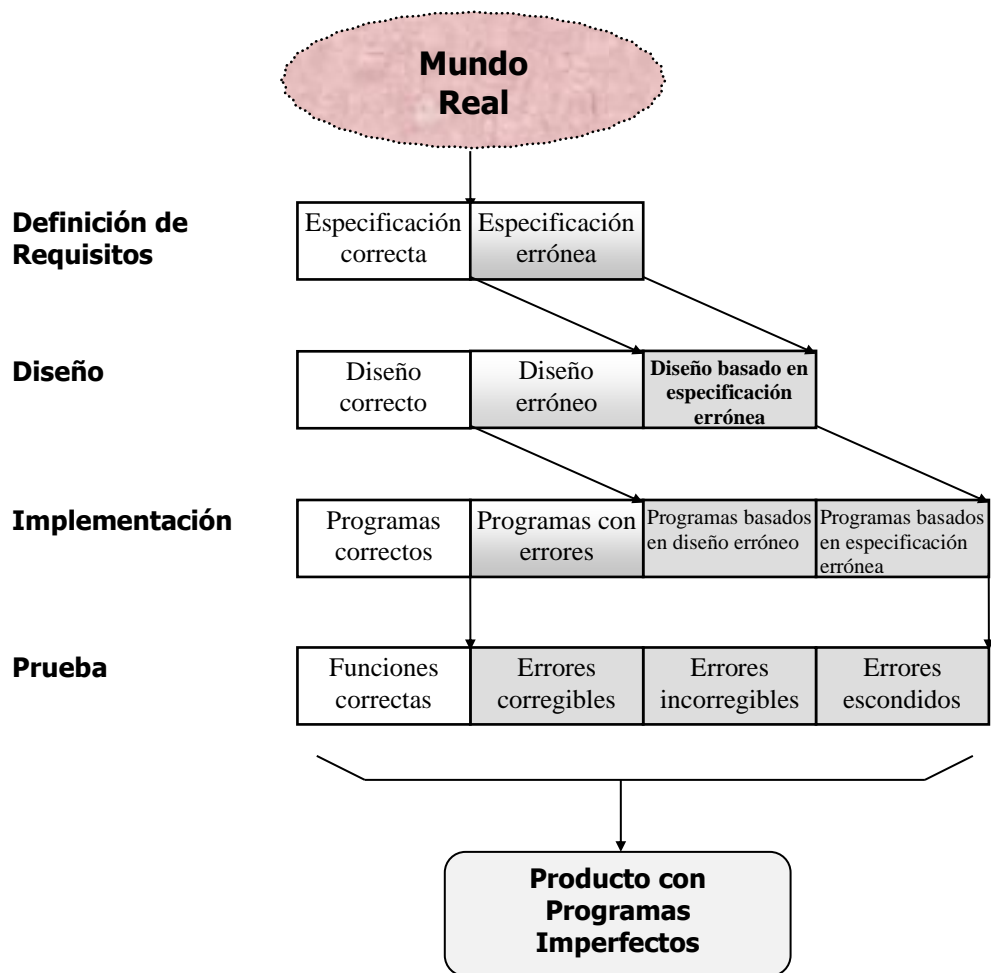 Mundo
Real
Definición de
Requisitos
Especificación
correcta
Especificación
errónea
Diseño
Diseño
correcto
Diseño
erróneo
Diseño basado en
especificación
errónea
Implementación
Programas
correctos
Programas con
errores
Programas basados
en diseño erróneo
Programas basados
en especificación
errónea
Prueba
Funciones
correctas
Errores
corregibles
Errores
incorregibles
Errores
escondidos
Producto con
Programas
Imperfectos